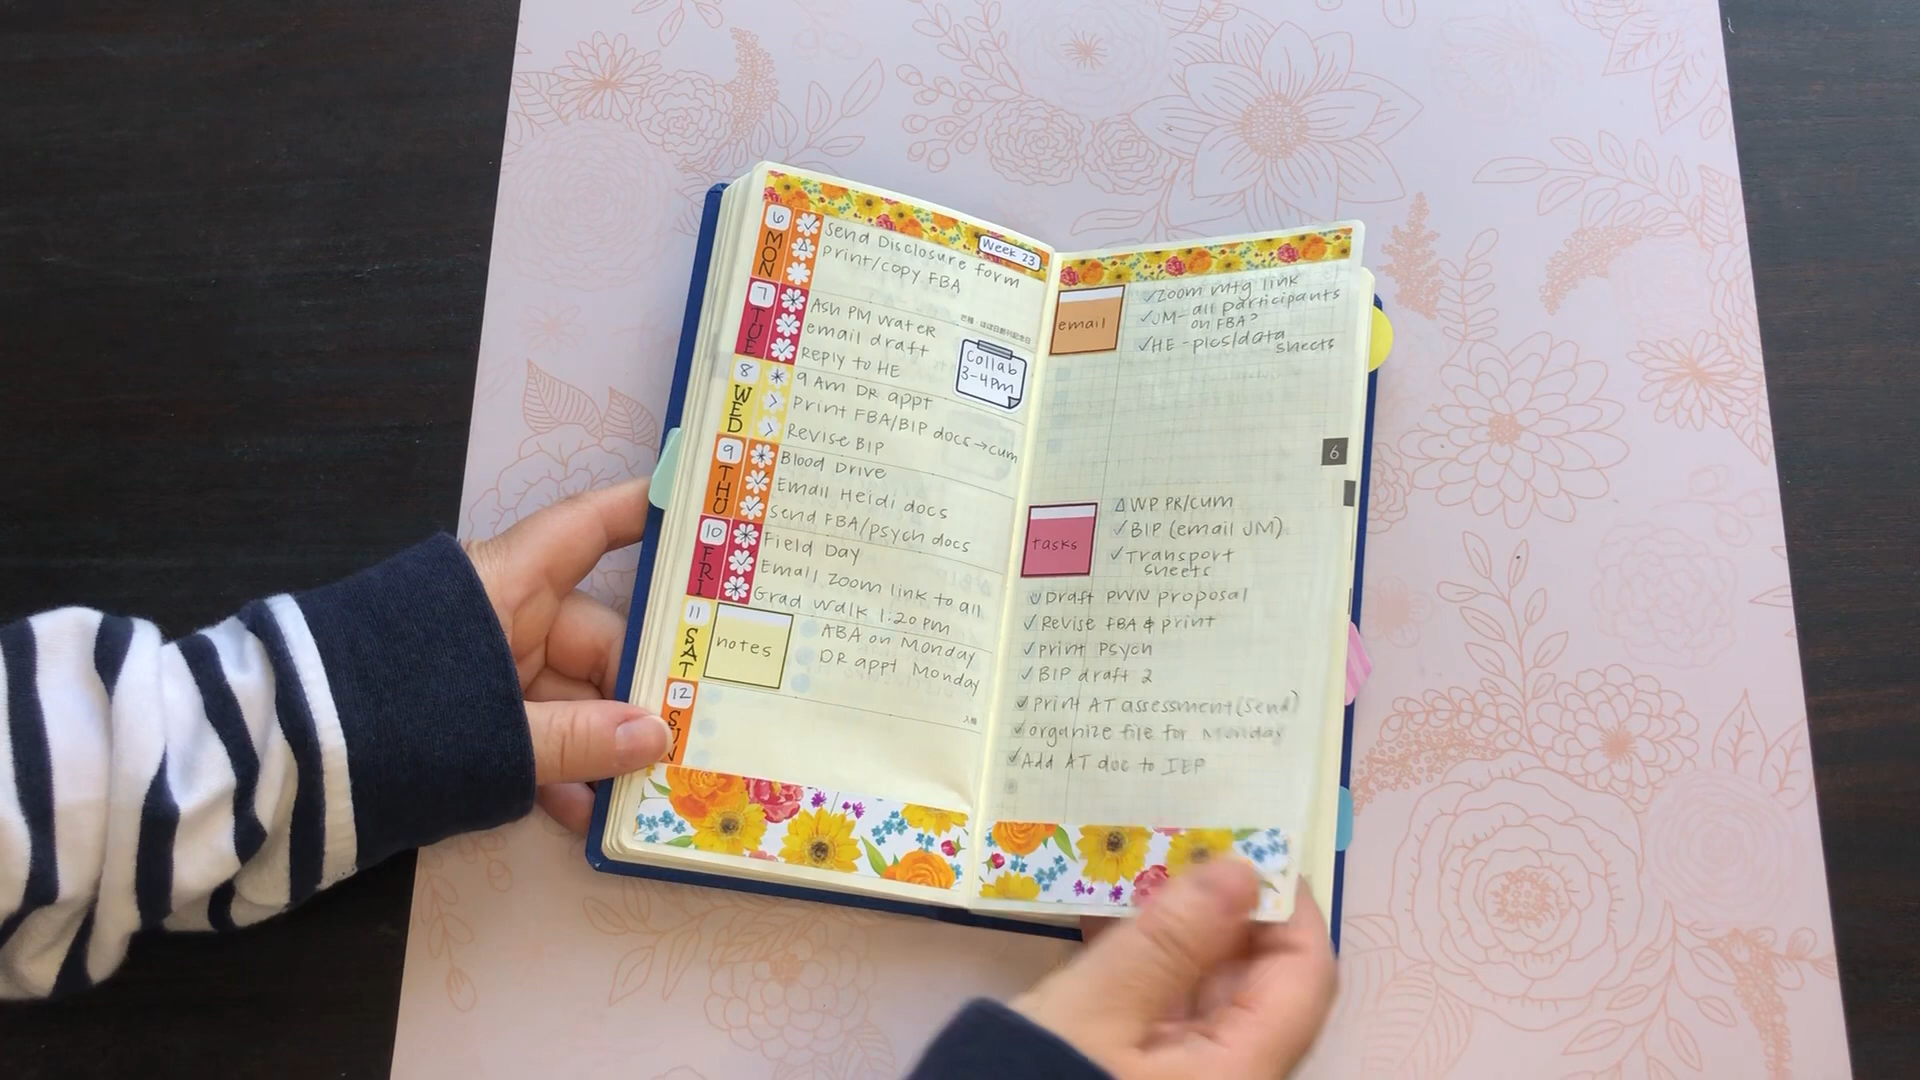 Week 23
6
MON
Send Disclosure form
Print/copy FBA
7
TUE
Ash PM Water
email draft
Reply to HE
Collab
3-4pm
8
WED
9 AM DR appt
Print FBA/BIP docs → cum
Revise BIP
9
THU
Blood Drive
Email Heidi docs
Send FBA/psych docs
10
FRI
Field Day
Email zoom link to all
Grad walk 1:20 pm
11
SAT
notes
ABA on Monday
DR appt Monday
12
SUN
email
✓Zoom mtg link
✓JM - all participants
on FBA?
✓HE - pics/data
sheets
6
tasks
△ WP PR/cum
✓ BIP (email JM)
✓ Transport
sheets
Draft PWN proposal
✓ Revise FBA & print
✓ print Psych
✓ BIP draft 2
✓ Print AT assessment (send)
✓ organize file for Monday
✓ Add AT doc to IEP